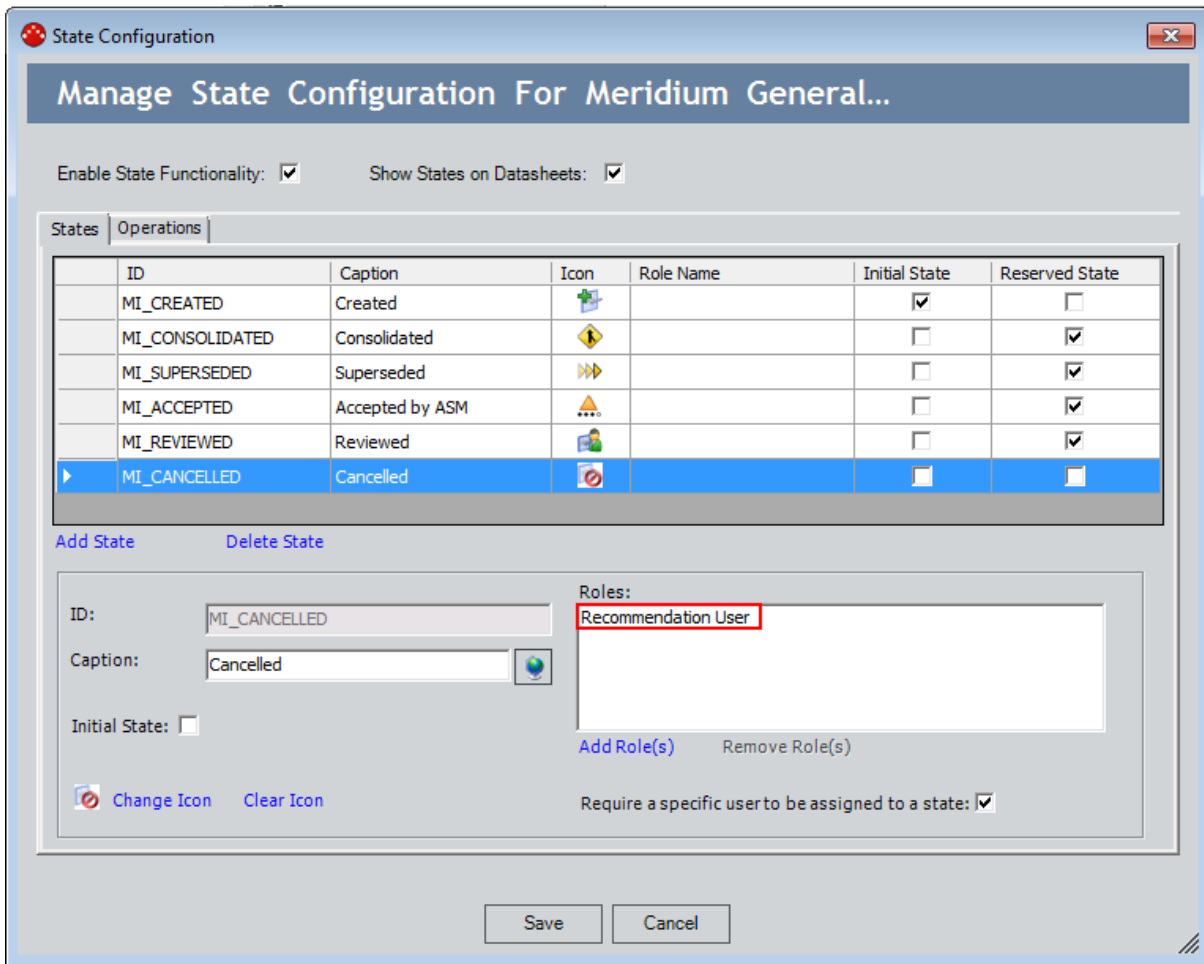 State Configuration
Manage State Configuration For Meridium General...
Enable State Functionality: Show States on Datasheets:
States Operations
ID Caption Icon Role Name Initial State Reserved State
MI_CREATED Created
MI_CONSOLIDATED Consolidated
MI_SUPERSEDED Superseded
MI_ACCEPTED Accepted by ASM
MI_REVIEWED Reviewed
MI_CANCELLED Cancelled
Add State Delete State
Roles:
ID: MI_CANCELLED Recommendation User
Caption: Cancelled
Initial State:
Add Role(s) Remove Role(s)
Change Icon Clear Icon Require a specific user to be assigned to a state:
Save Cancel